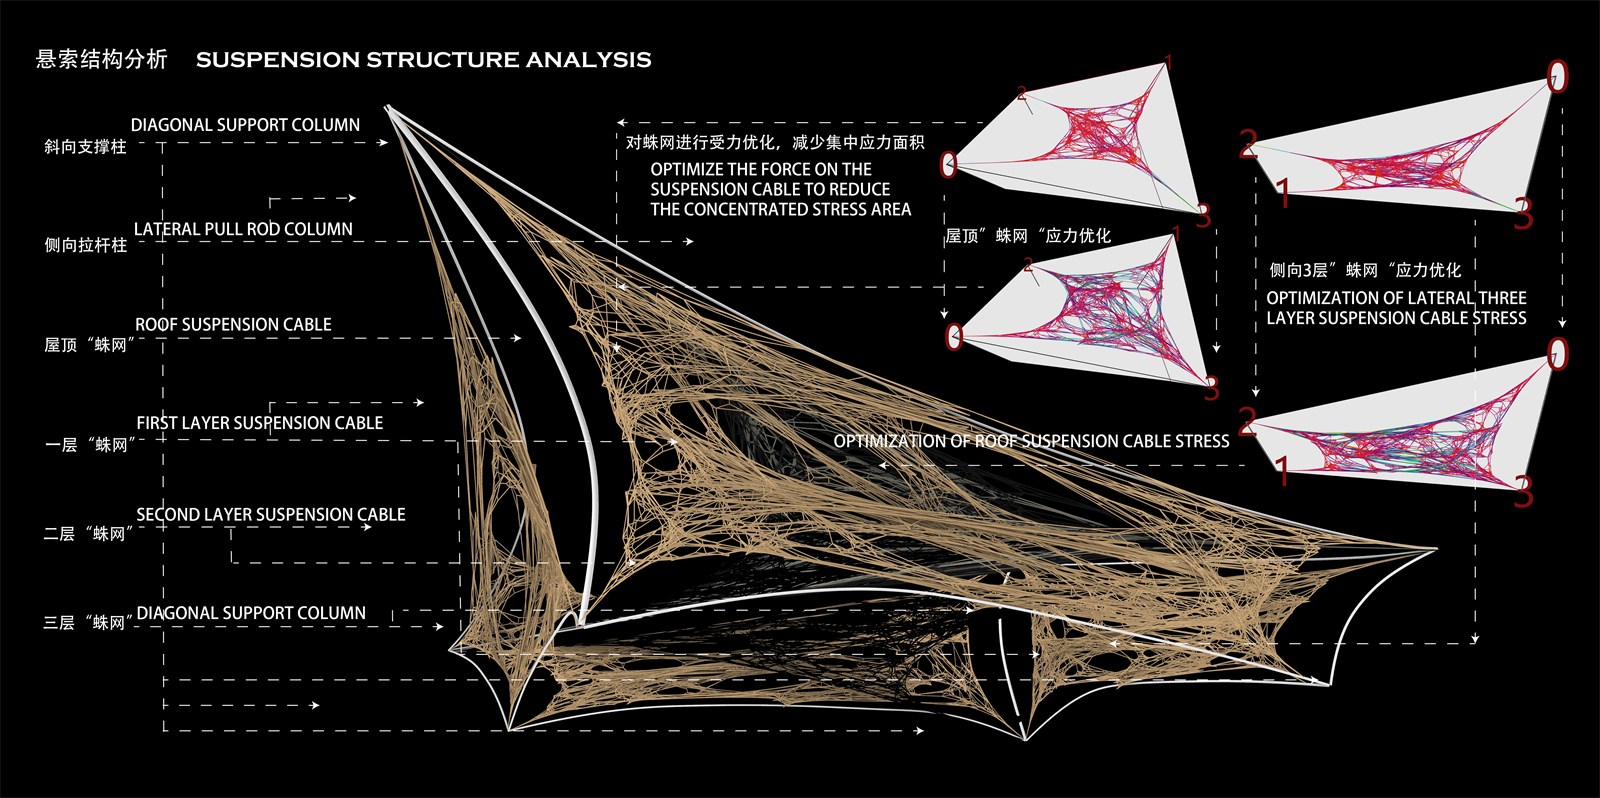 悬索结构分析 SUSPENSION STRUCTURE ANALYSIS
DIAGONAL SUPPORT COLUMN
斜向支撑柱
LATERAL PULL ROD COLUMN
侧向拉杆柱
ROOF SUSPENSION CABLE
屋顶“蛛网”
FIRST LAYER SUSPENSION CABLE
一层“蛛网”
SECOND LAYER SUSPENSION CABLE
二层“蛛网”
DIAGONAL SUPPORT COLUMN
三层“蛛网”
对蛛网进行受力优化，减少集中应力面积
OPTIMIZE THE FORCE ON THE
SUSPENSION CABLE TO REDUCE
THE CONCENTRATED STRESS AREA
0
1
2
3
屋顶”蛛网“应力优化
0
1
2
3
OPTIMIZATION OF ROOF SUSPENSION CABLE STRESS
0
2
1
3
侧向3层”蛛网“应力优化
OPTIMIZATION OF LATERAL THREE
LAYER SUSPENSION CABLE STRESS
0
2
1
3